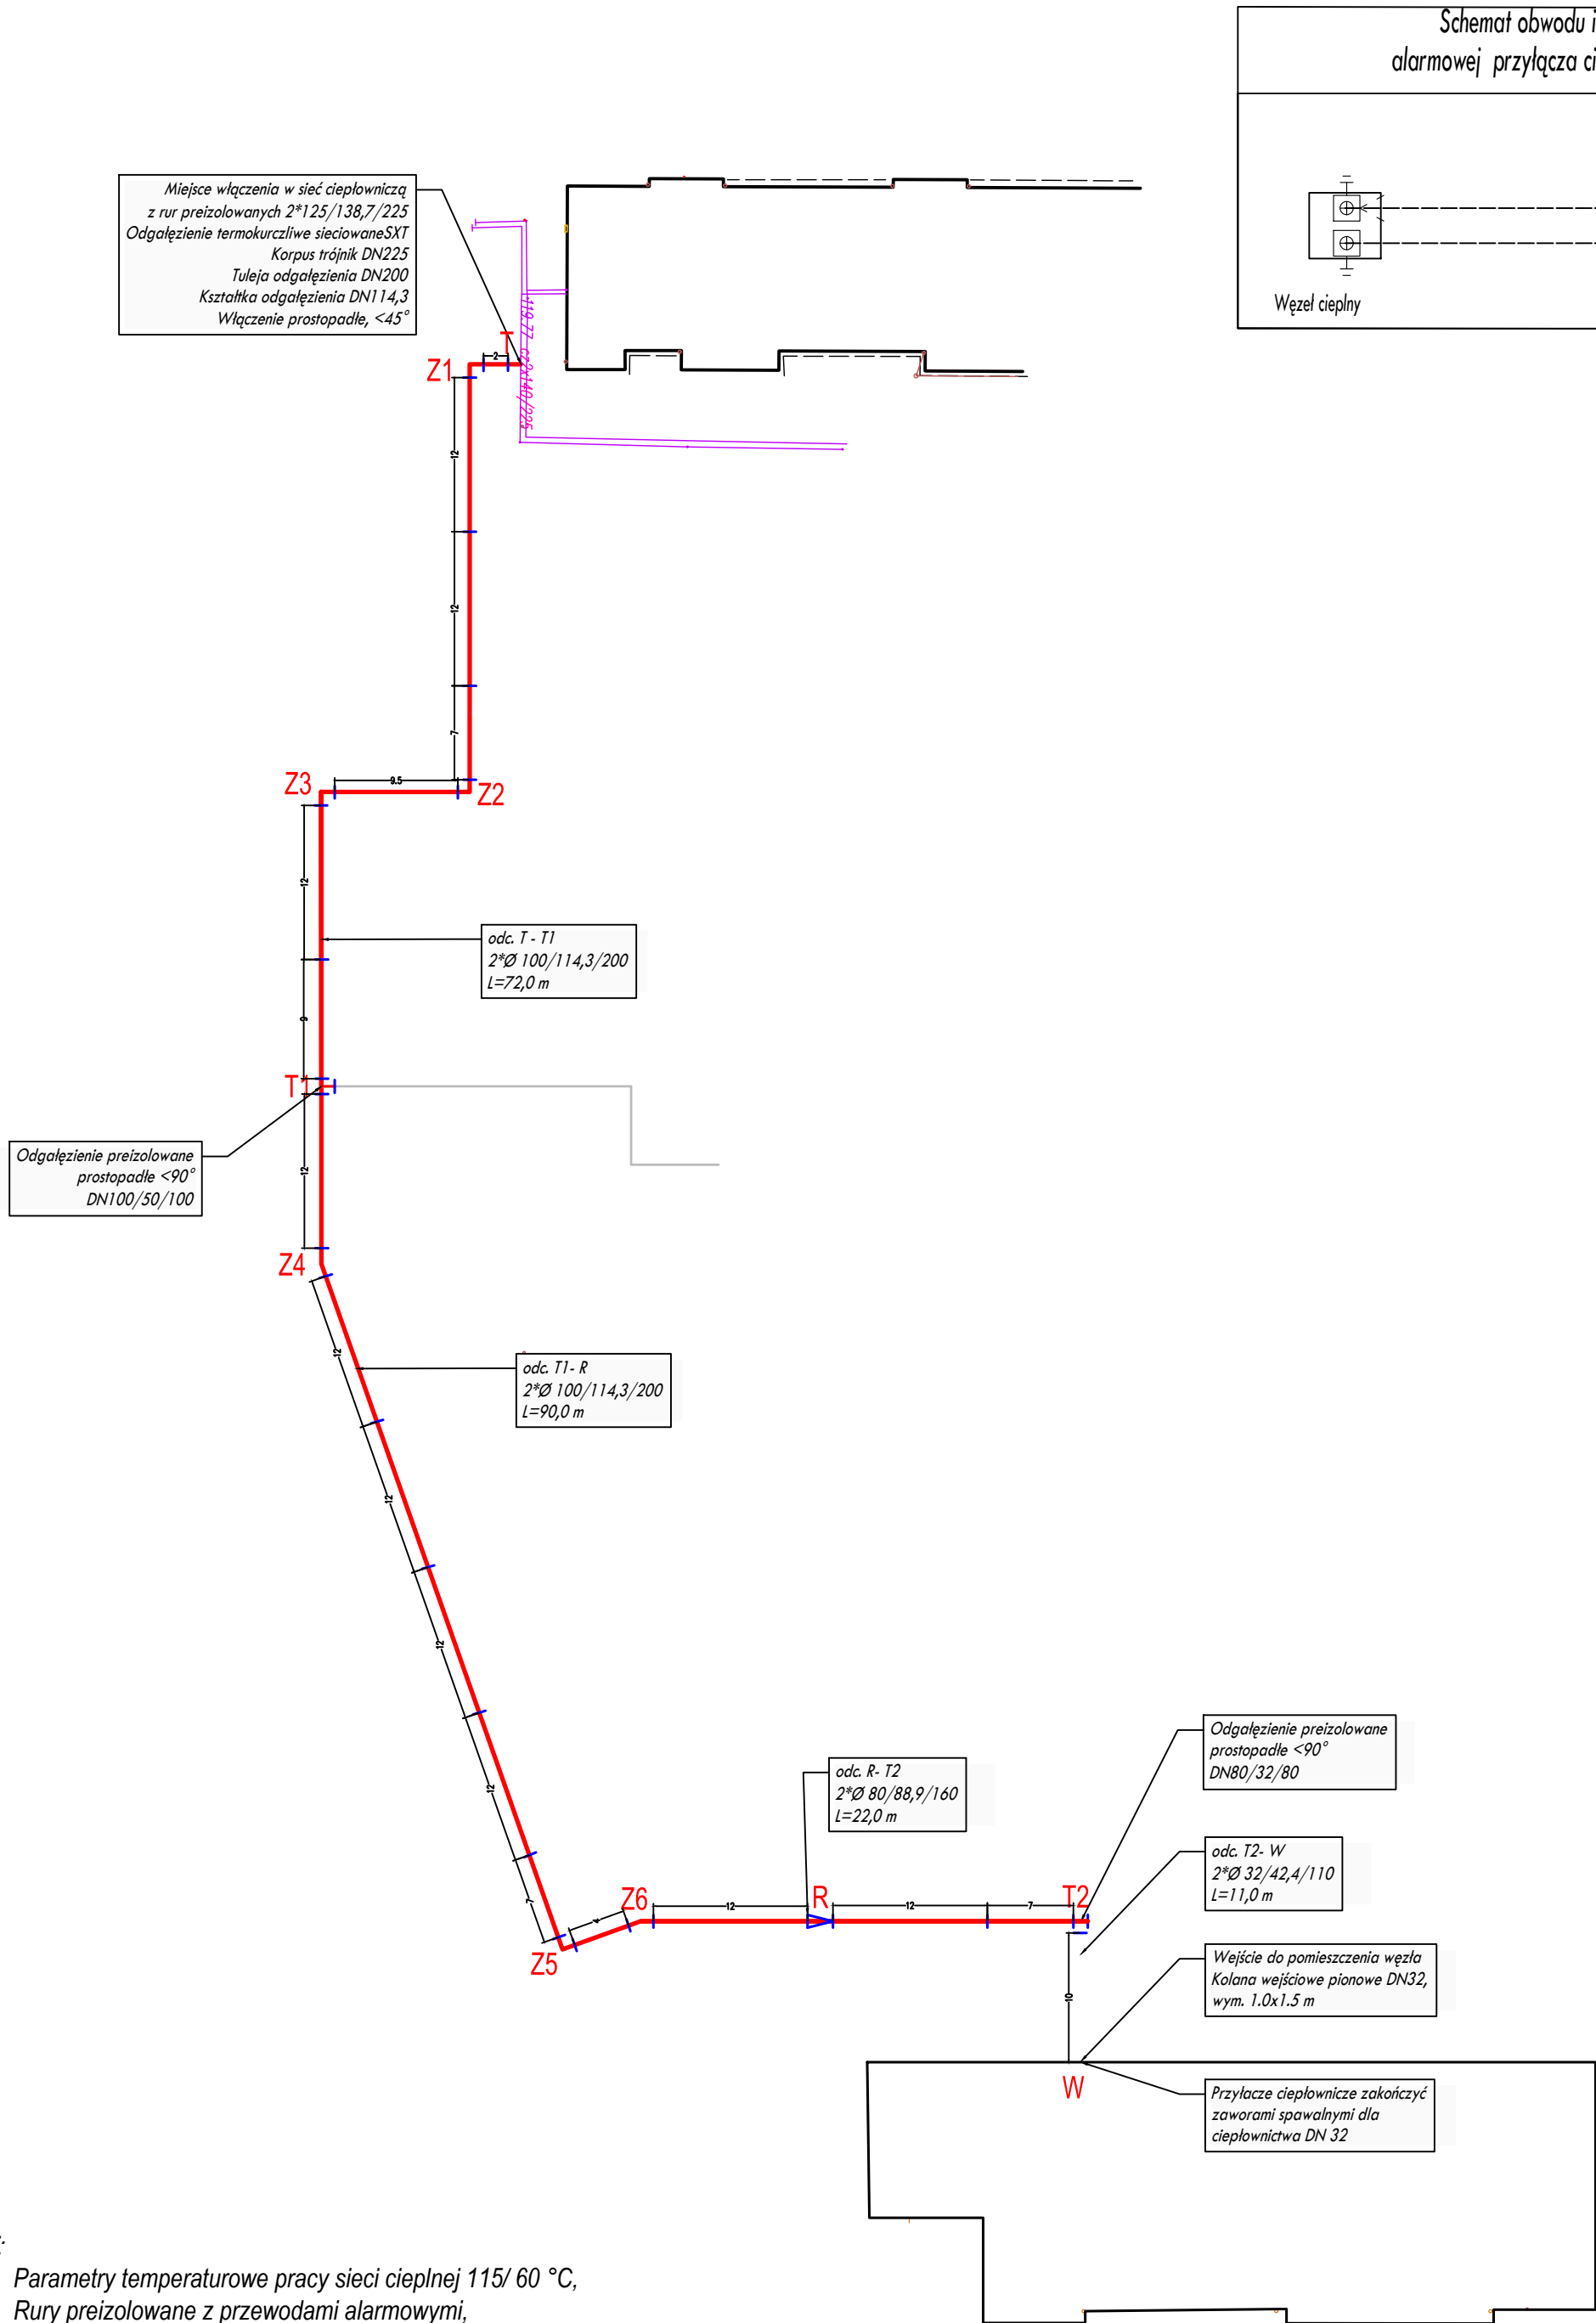 Schemat obwodu i
alarmowej przyłącza ci
Węzeł cieplny
Miejsce włączenia w sieć ciepłowniczą
z rur preizolowanych 2*125/138,7/225
Odgałęzienie termokurczliwe sieciowaneSXT
Korpus trójnik DN225
Tuleja odgałęzienia DN200
Kształtka odgałęzienia DN114,3
Włączenie prostopadłe, <45°
T
2
Z1
12
12
7
Z3
9.5
Z2
12
odc. T - T1
2*Ø 100/114,3/200
L=72,0 m
9
T1
Odgałęzienie preizolowane
prostopadłe <90°
DN100/50/100
12
Z4
12
odc. T1- R
2*Ø 100/114,3/200
L=90,0 m
12
12
12
7
Z5
Z6
12
R
12
7
T2
odc. R- T2
2*Ø 80/88,9/160
L=22,0 m
Odgałęzienie preizolowane
prostopadłe <90°
DN80/32/80
odc. T2- W
2*Ø 32/42,4/110
L=11,0 m
10
Wejście do pomieszczenia węzła
Kolana wejściowe pionowe DN32,
wym. 1.0x1.5 m
W
Przyłacze ciepłownicze zakończyć
zaworami spawalnymi dla
ciepłownictwa DN 32
Parametry temperaturowe pracy sieci cieplnej 115/ 60 °C,
Rury preizolowane z przewodami alarmowymi,